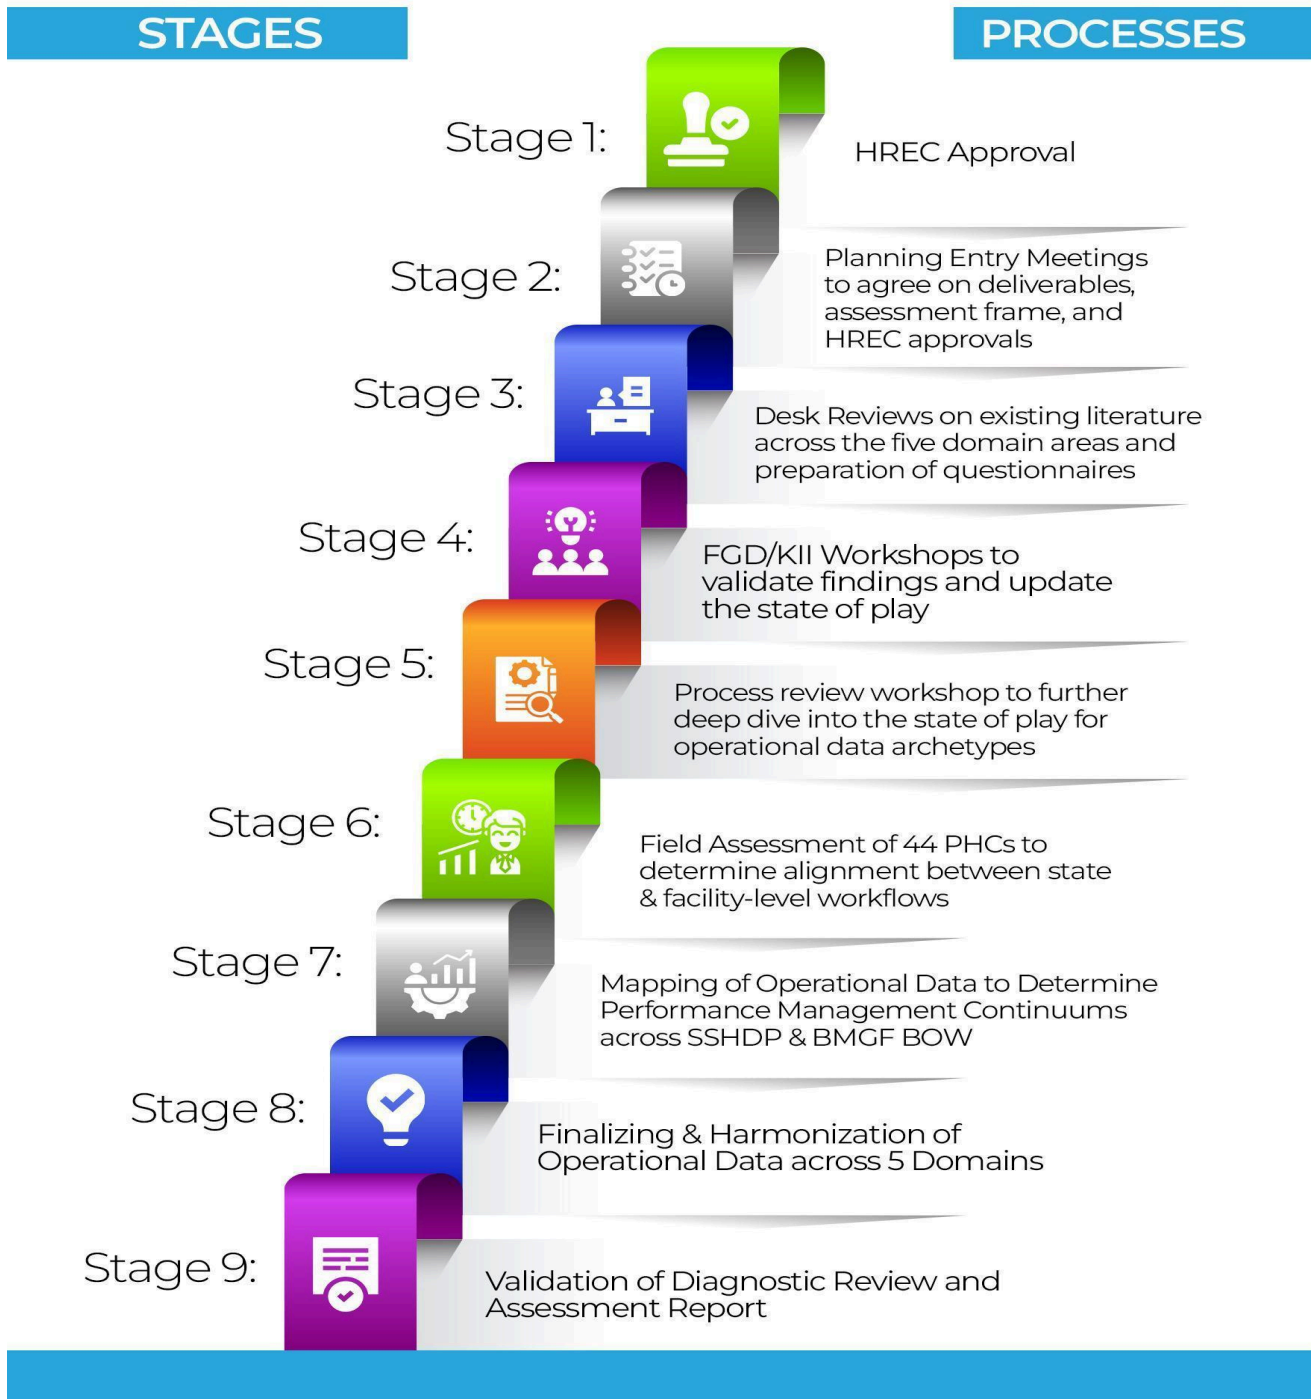 STAGES
PROCESSES
Stage 1:
HREC Approval
Stage 2:
Planning Entry Meetings
to agree on deliverables,
assessment frame, and
HREC approvals
Stage 3:
Desk Reviews on existing literature
across the five domain areas and
preparation of questionnaires
Stage 4:
FGD/KII Workshops to
validate findings and update
the state of play
Stage 5:
Process review workshop to further
deep dive into the state of play for
operational data archetypes
Stage 6:
Field Assessment of 44 PHCs to
determine alignment between state
& facility-level workflows
Stage 7:
Mapping of Operational Data to Determine
Performance Management Continuums
across SSHDP & BMGF BOW
Stage 8:
Finalizing & Harmonization of
Operational Data across 5 Domains
Stage 9:
Validation of Diagnostic Review and
Assessment Report